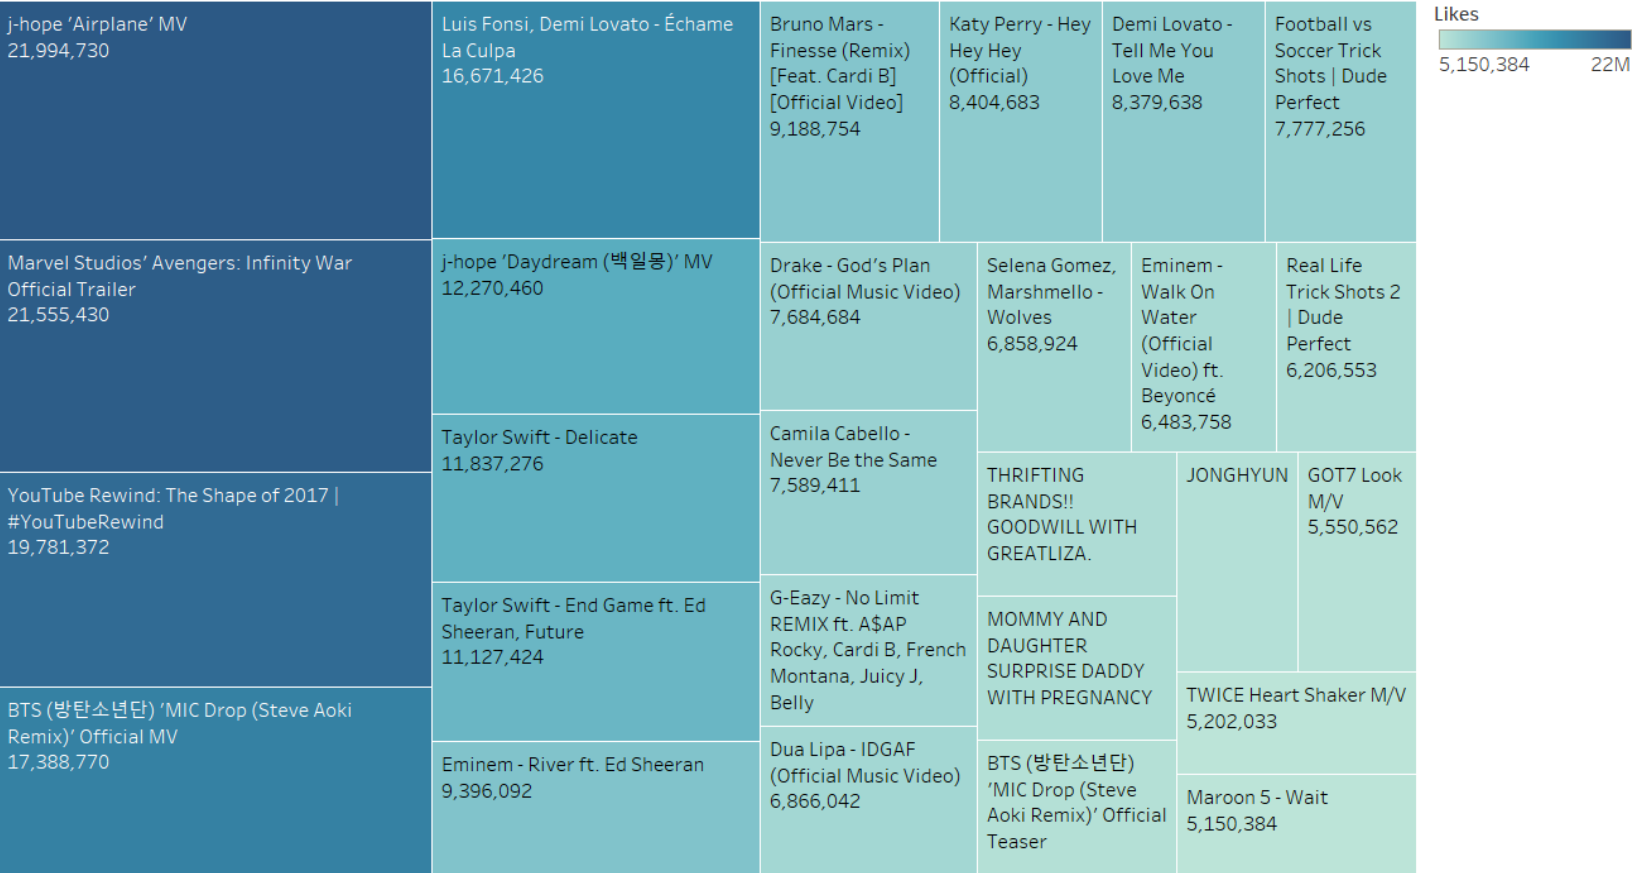 j-hope ’Airplane’ MV
21,994,730
Marvel Studios’ Avengers: Infinity War
Official Trailer
21,555,430
YouTube Rewind: The Shape of 2017 |
#YouTubeRewind
19,781,372
BTS (방탄소년단) ’MIC Drop (Steve Aoki
Remix)’ Official MV
17,388,770
Luis Fonsi, Demi Lovato - Échame
La Culpa
16,671,426
j-hope ’Daydream (백일몽)’ MV
12,270,460
Taylor Swift - Delicate
11,837,276
Taylor Swift - End Game ft. Ed
Sheeran, Future
11,127,424
Eminem - River ft. Ed Sheeran
9,396,092
Bruno Mars -
Finesse (Remix)
[Feat. Cardi B]
[Official Video]
9,188,754
Katy Perry - Hey
Hey Hey
(Official)
8,404,683
Demi Lovato -
Tell Me You
Love Me
8,379,638
Football vs
Soccer Trick
Shots | Dude
Perfect
7,777,256
Drake - God’s Plan
(Official Music Video)
7,684,684
Camila Cabello -
Never Be the Same
7,589,411
G-Eazy - No Limit
REMIX ft. A$AP
Rocky, Cardi B, French
Montana, Juicy J,
Belly
Dua Lipa - IDGAF
(Official Music Video)
6,866,042
Selena Gomez,
Marshmello -
Wolves
6,858,924
Eminem -
Walk On
Water
(Official
Video) ft.
Beyoncé
6,483,758
Real Life
Trick Shots 2
| Dude
Perfect
6,206,553
THRIFTING
BRANDS!!
GOODWILL WITH
GREATLIZA.
MOMMY AND
DAUGHTER
SURPRISE DADDY
WITH PREGNANCY
BTS (방탄소년단)
’MIC Drop (Steve
Aoki Remix)’ Official
Teaser
JONGHYUN
GOT7 Look
M/V
5,550,562
TWICE Heart Shaker M/V
5,202,033
Maroon 5 - Wait
5,150,384
Likes
5,150,384
22M